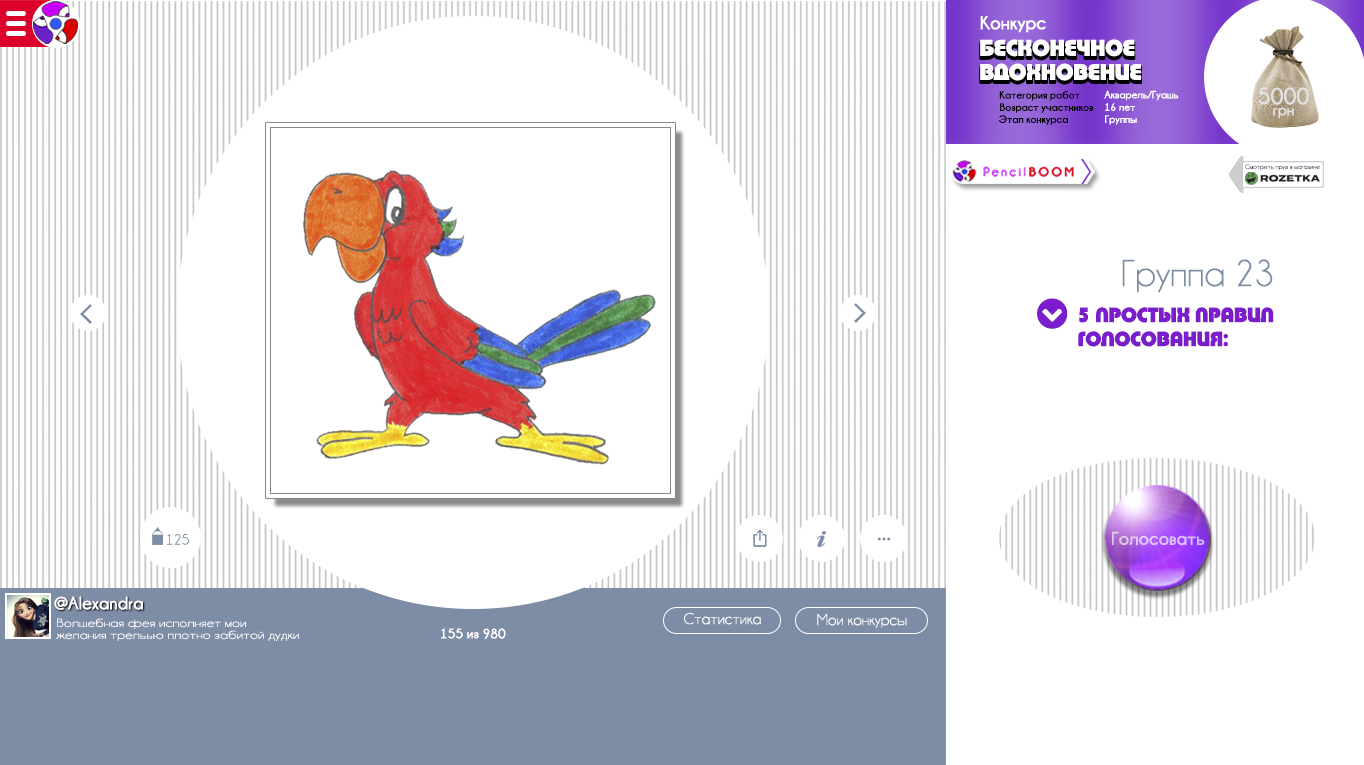 Конкурс
БЕСКОНЕЧНОЕ
ВДОХНОВЕНИЕ
Категория работ Акварель/Гуашь
Возраст участников 16 лет
Этап конкурса Группы
5000
грн
PencilBOOM
Смотреть приз в магазине
ROZETKA
Группа 23
5 ПРОСТЫХ ПРАВИЛ
ГОЛОСОВАНИЯ:
125
i
Голосовать
@Alexandra
Волшебная фея исполняет мои
желания третьью плотно забитой дудки
155 из 980
Статистика
Мои конкурсы